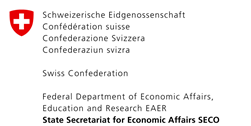 Schweizerische Eidgenossenschaft
Confédération suisse
Confederazione Svizzera
Confederaziun svizra
Swiss Confederation
Federal Department of Economic Affairs,
Education and Research EAER
State Secretariat for Economic Affairs SECO